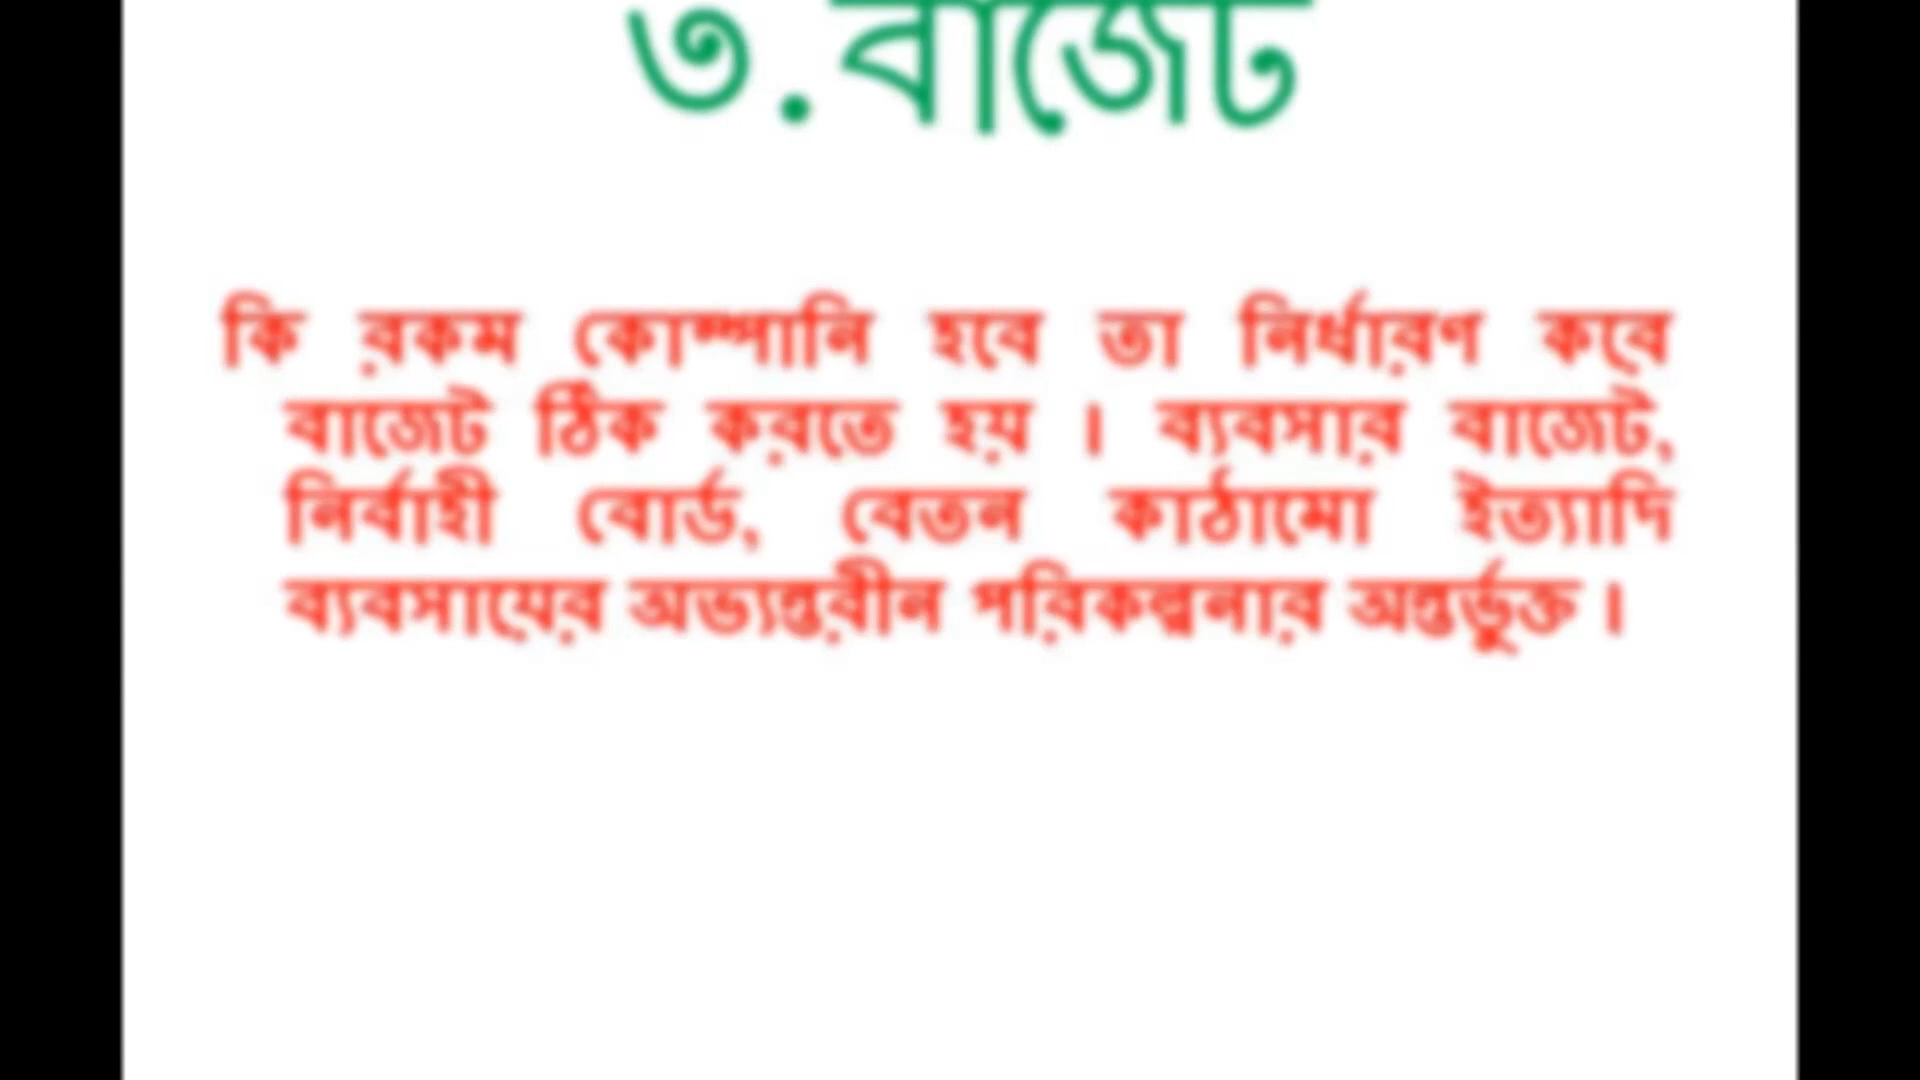 ৩.বাজেট
কি রকম কোম্পানি হবে তা নির্ধারণ করে
বাজেট ঠিক করতে হয় । ব্যবসার বাজেট,
নির্বাহী বোর্ড, বেতন কাঠামো ইত্যাদি
ব্যবসায়ের অভ্যন্তরীন পরিকল্পনার অন্তর্ভূক্ত ।